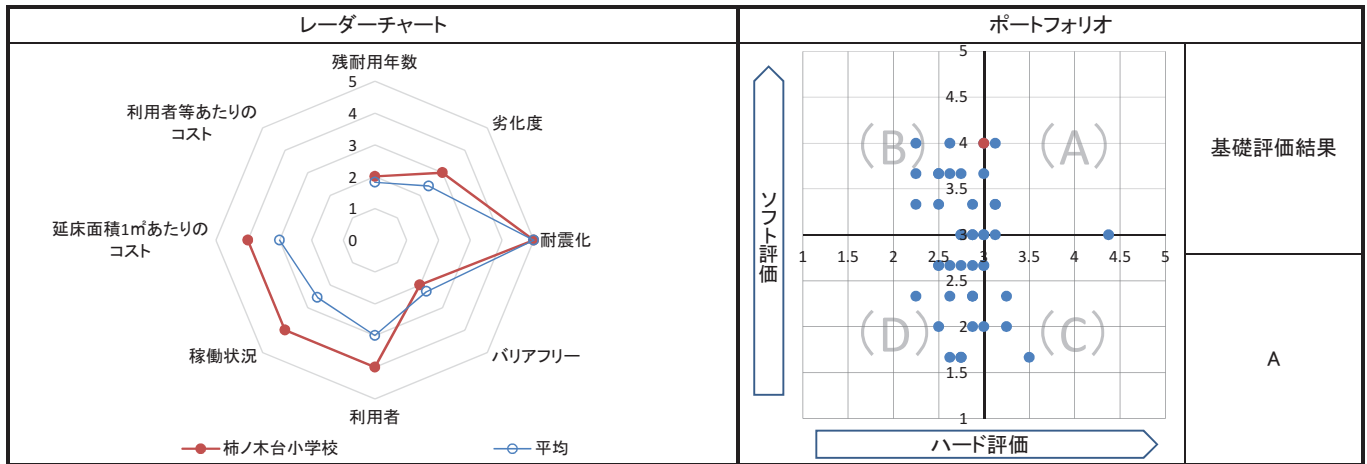 レーダーチャート
残耐用年数
5
4
3
2
1
0
劣化度
耐震化
バリアフリー
利用者
稼働状況
延床面積1㎡あたりの
コスト
利用者等あたりの
コスト
柿ノ木台小学校
平均
ポートフォリオ
ソフト評価
5
4.5
4
3.5
3
2.5
2
1.5
1
1
1.5
2
2.5
3
3.5
4
4.5
5
(B)
(A)
(D)
(C)
ハード評価
基礎評価結果
A